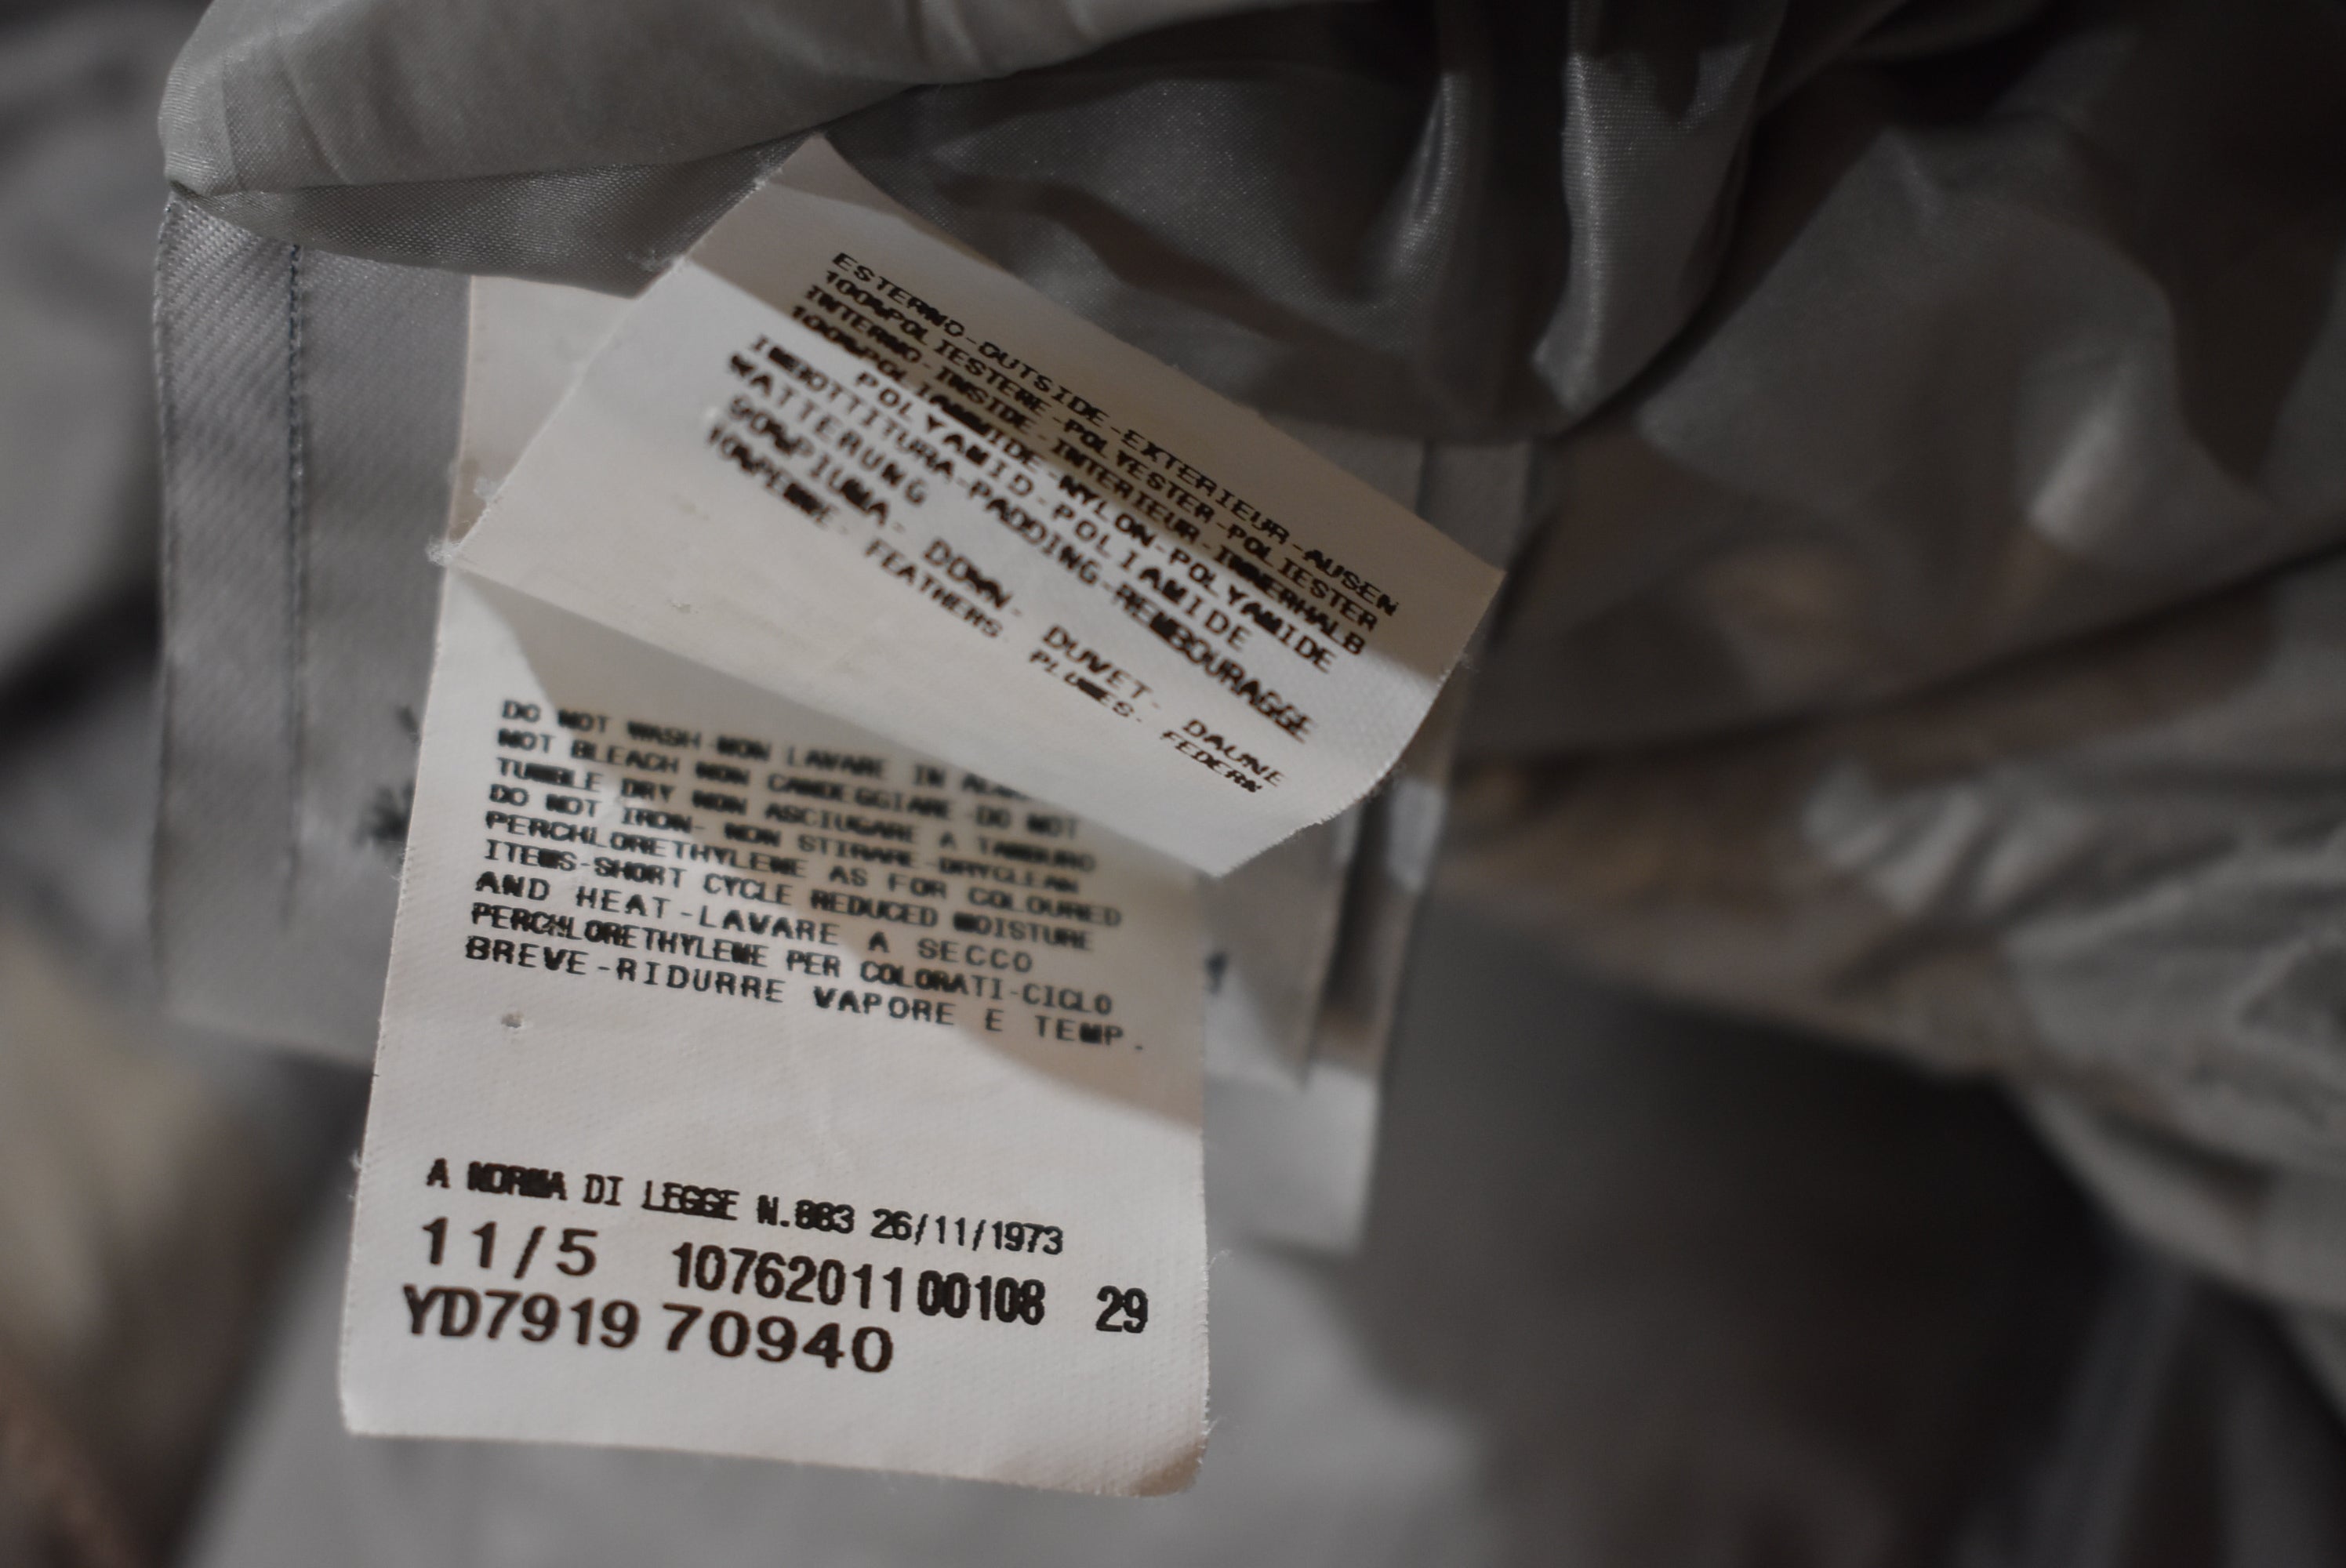 ESTERNO-OUTSIDE-EXTERIEUR-AUSEN
100%POLIESTERE-POLYESTER-POLIESTER
INTERNO-INSIDE-INTERIEUR-INNERHALB
100%POLIAMMIDE-NYLON-POLYAMIDE
POLYAMID-POLIAMIDE
IMBOTTITURA-PADDING-REMBOURAGGE
WATTERUNG
90%PIUMA- DOWN- DUVET- DAUNE
10%PENNE- FEATHERS PLUMES- FEDERN
DO NOT WASH-NON LAVARE IN
NOT BLEACH NON CANDEGGIARE-DO NOT
TUMBLE DRY NON ASCIUGARE A TAMBURO
DO NOT IRON- NON STIRARE-DRYCLEAN
PERCHLORETHYLENE AS FOR COLOURED
ITEMS-SHORT CYCLE REDUCED MOISTURE
AND HEAT-LAVARE A SECCO
PERCHLORETHYLENE PER COLORATI-CICLO
BREVE-RIDURRE VAPORE E TEMP.
A NORMA DI LEGGE N.883 26/11/1973
11/5 1076201100108 29
YD7919 70940